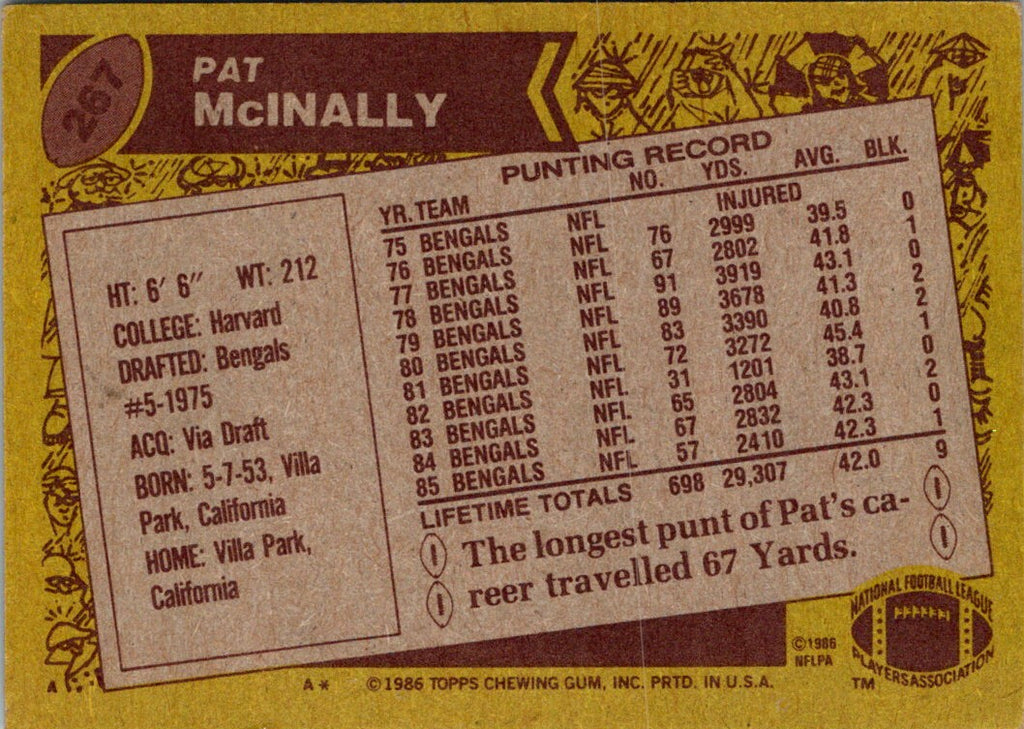 267
PAT
McINALLY
PUNTING RECORD
YR. TEAM NO. YDS. AVG. BLK.
75 BENGALS NFL INJURED
76 BENGALS NFL 76 2999 39.5 0
77 BENGALS NFL 67 2802 41.8 1
78 BENGALS NFL 91 3919 43.1 0
79 BENGALS NFL 89 3678 41.3 2
80 BENGALS NFL 83 3390 40.8 2
81 BENGALS NFL 72 3272 45.4 1
82 BENGALS NFL 31 1201 38.7 0
83 BENGALS NFL 65 2804 43.1 2
84 BENGALS NFL 67 2832 42.3 0
85 BENGALS NFL 57 2410 42.3 1
LIFETIME TOTALS 698 29,307 42.0 9
HT: 6' 6" WT: 212
COLLEGE: Harvard
DRAFTED: Bengals
#5-1975
ACQ: Via Draft
BORN: 5-7-53, Villa
Park, California
HOME: Villa Park,
California
The longest punt of Pat's ca-
reer travelled 67 Yards.
NATIONAL FOOTBALL LEAGUE
PLAYERS ASSOCIATION
TM
©1986
NFLPA
A A* ©1986 TOPPS CHEWING GUM, INC. PRTD. IN U.S.A.